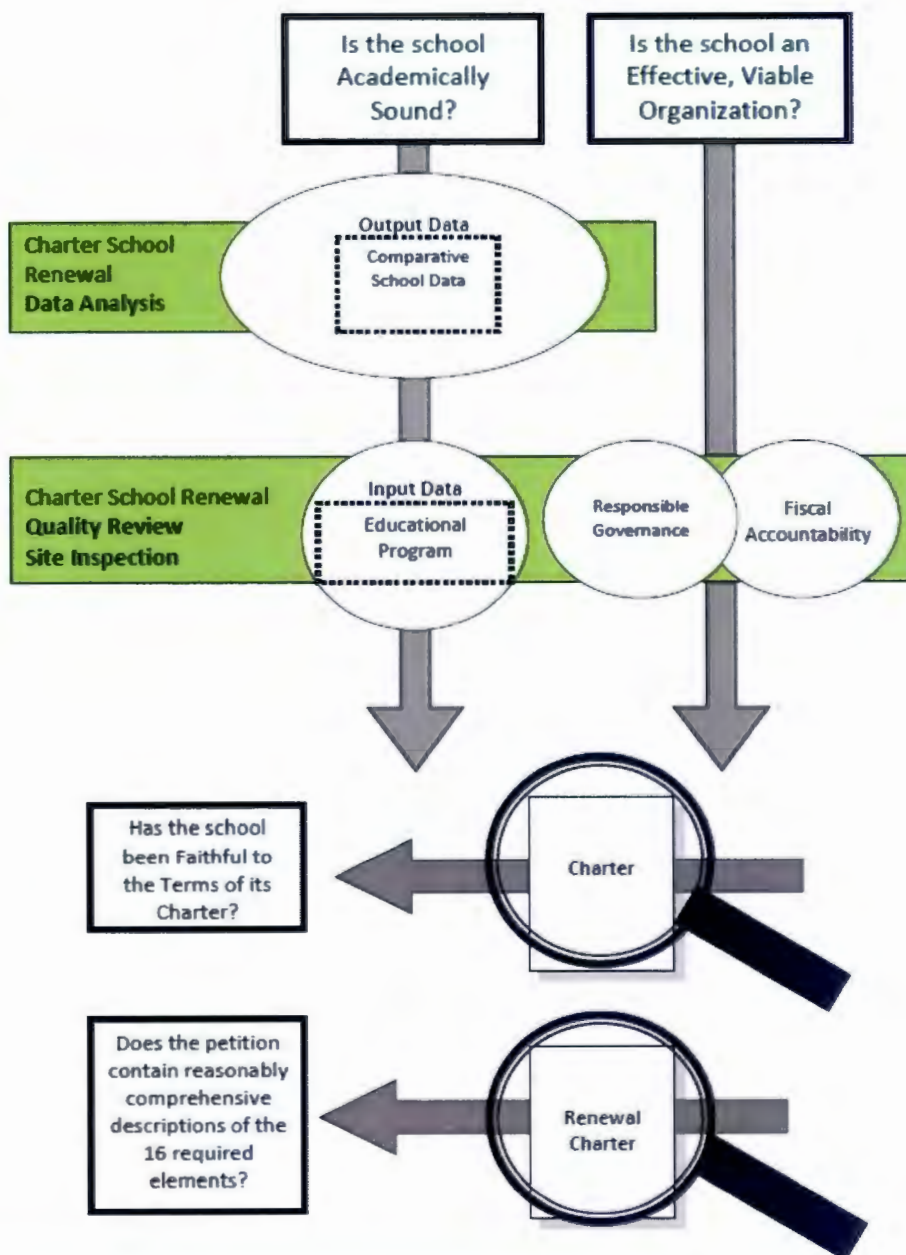 Is the school
Academically
Sound?
Is the school an
Effective, Viable
Organization?
Charter School
Renewal
Data Analysis
Output Data
Comparative
School Data
Charter School Renewal
Quality Review
Site Inspection
Input Data
Educational
Program
Responsible
Governance
Fiscal
Accountability
Has the school
been Faithful to
the Terms of its
Charter?
Charter
Does the petition
contain reasonably
comprehensive
descriptions of the
16 required
elements?
Renewal
Charter